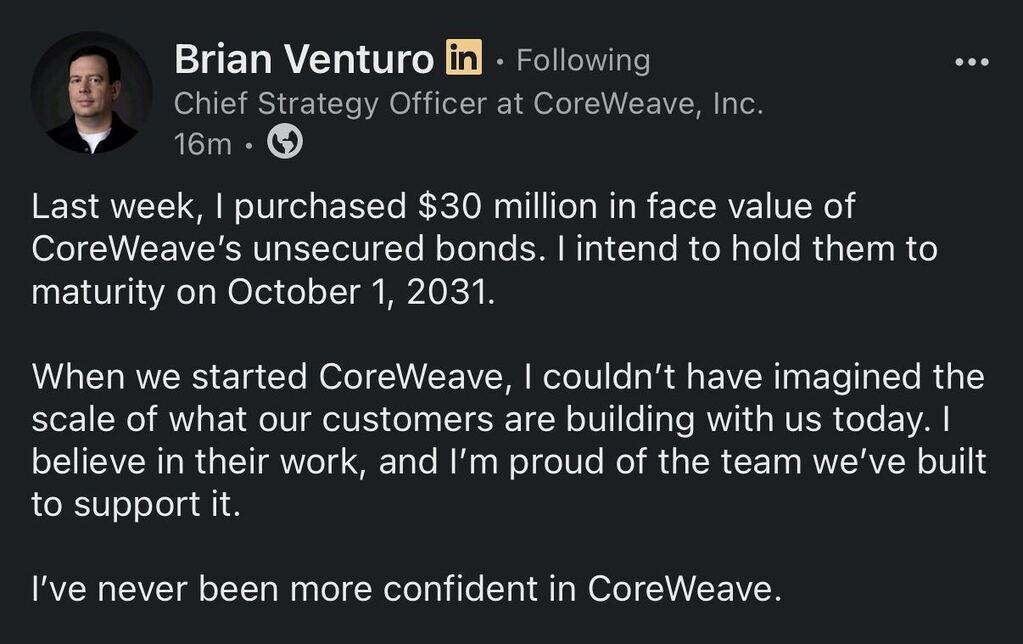 Brian Venturo in • Following
Chief Strategy Officer at CoreWeave, Inc.
16m •
Last week, I purchased $30 million in face value of
CoreWeave’s unsecured bonds. I intend to hold them to
maturity on October 1, 2031.
When we started CoreWeave, I couldn’t have imagined the
scale of what our customers are building with us today. I
believe in their work, and I’m proud of the team we’ve built
to support it.
I’ve never been more confident in CoreWeave.